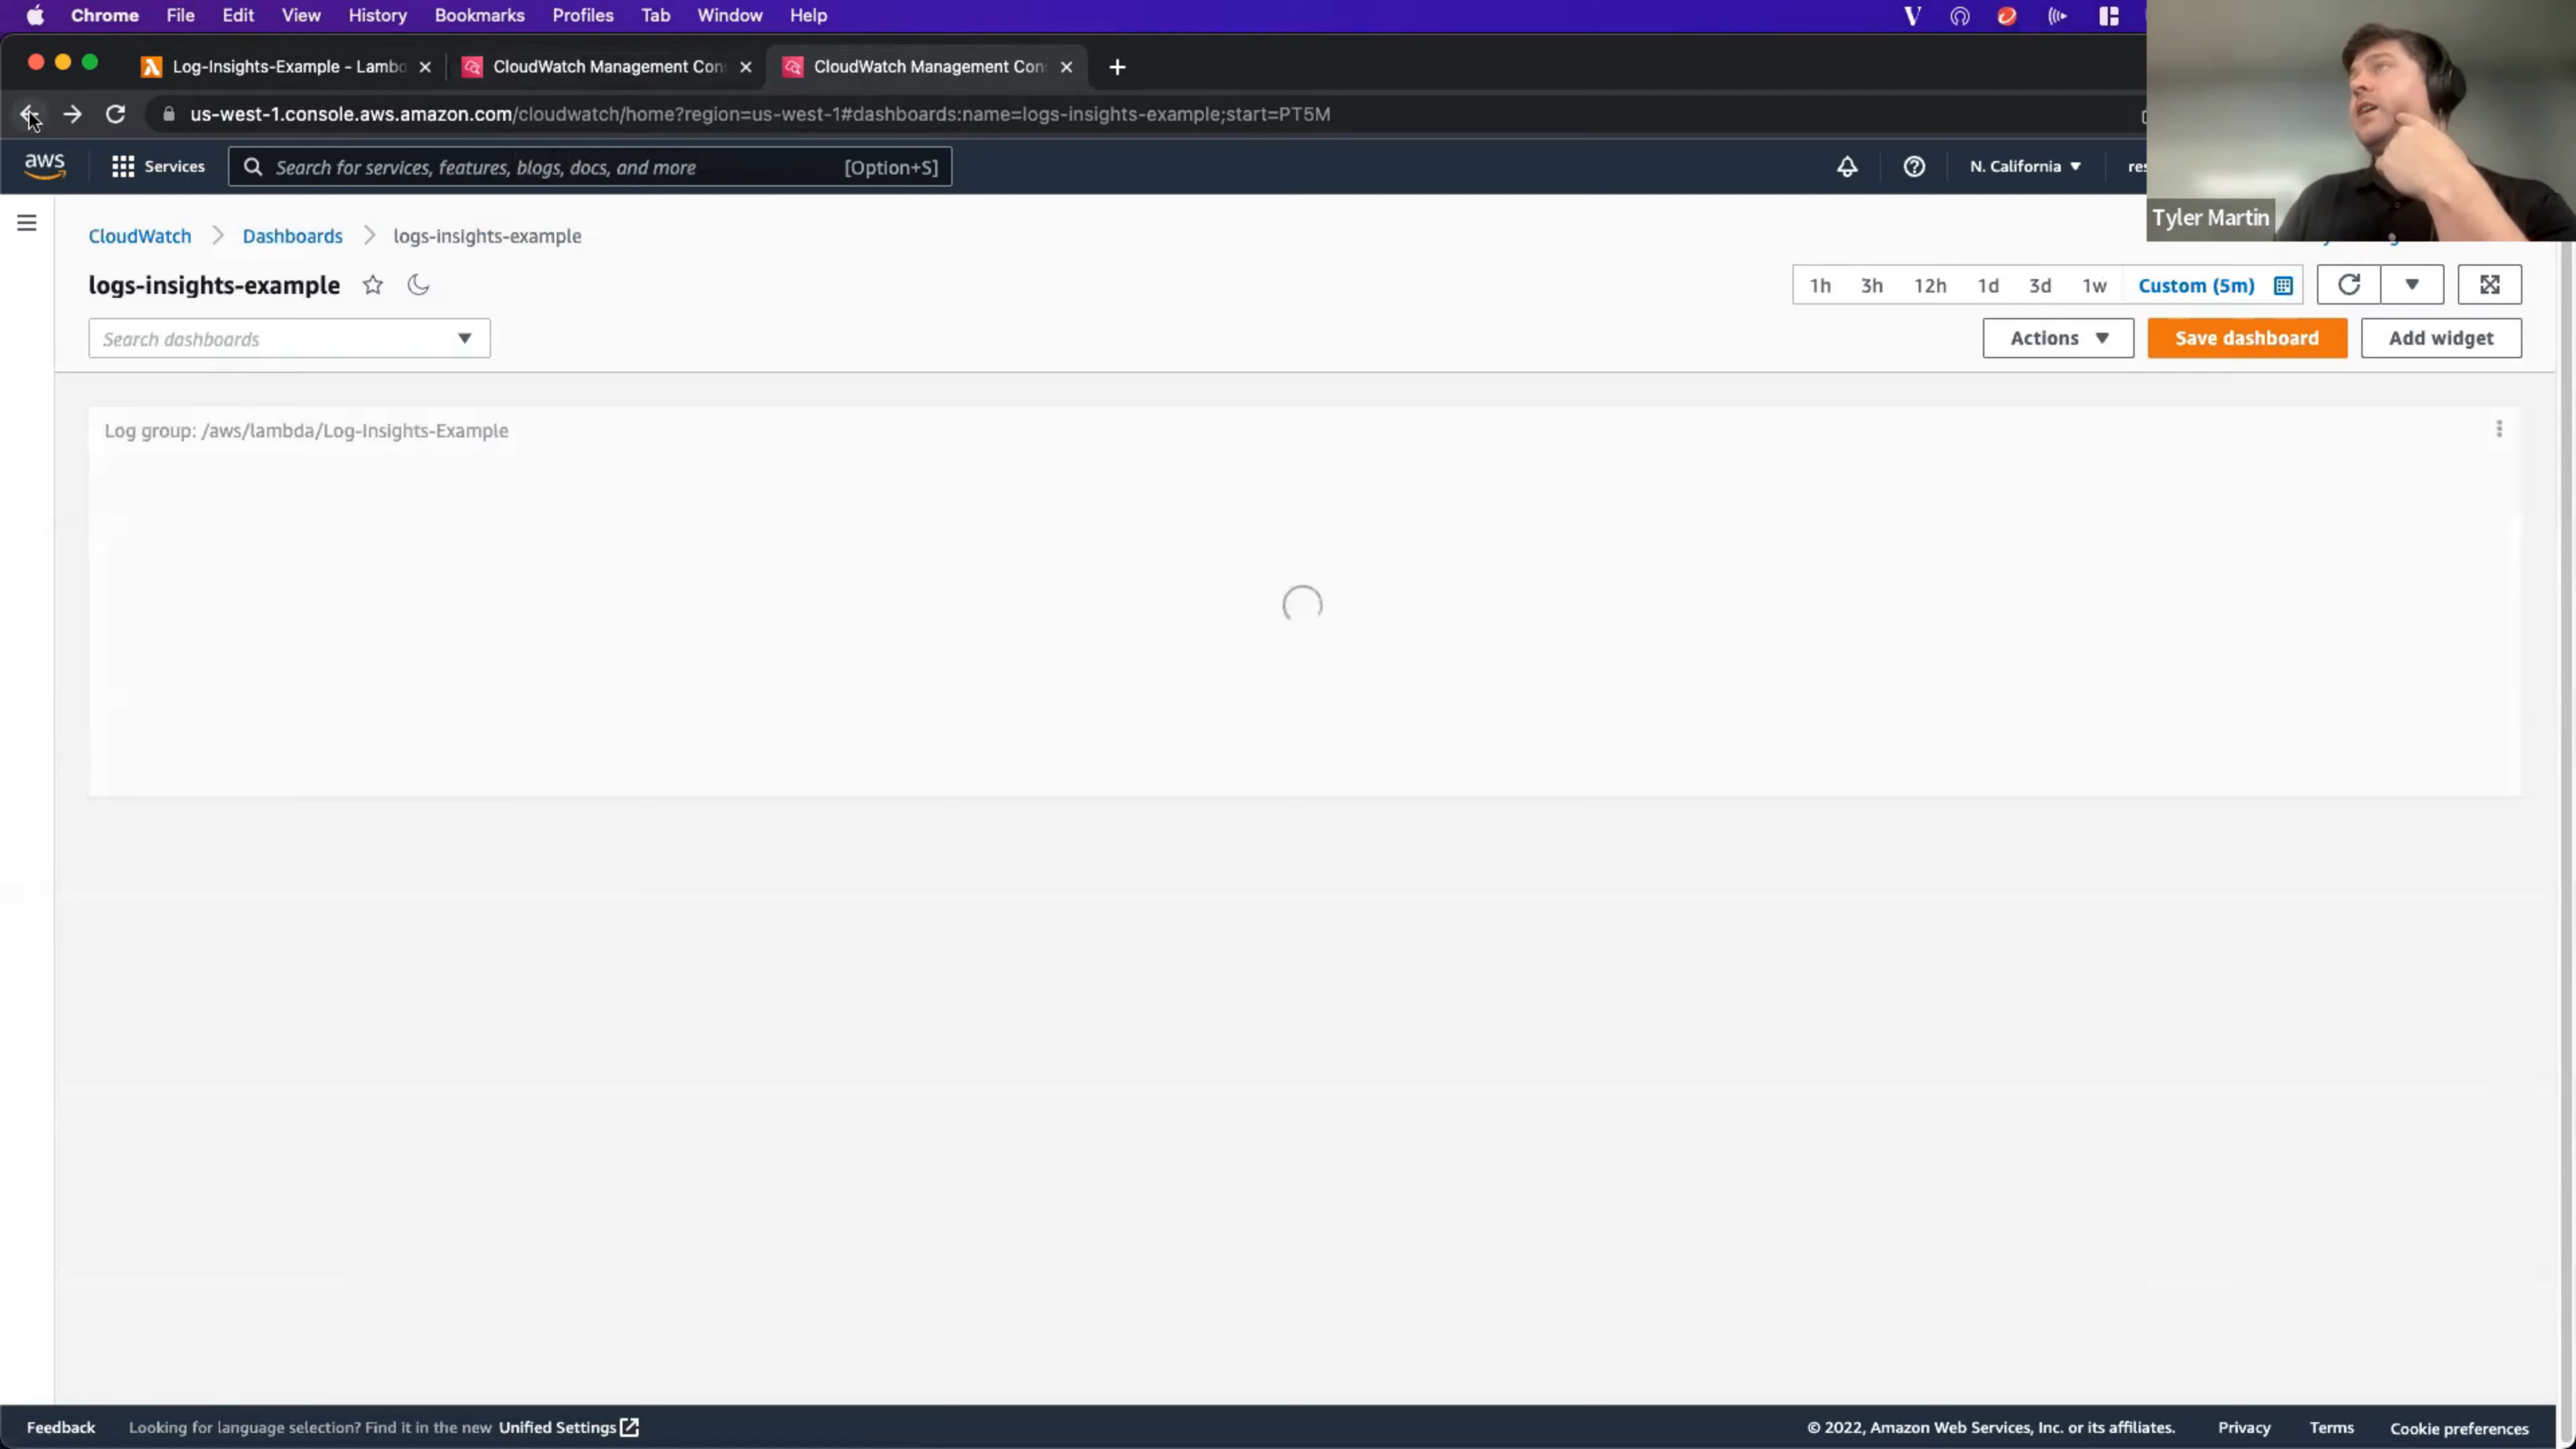 Chrome File Edit View History Bookmarks Profiles Tab Window Help
Log-Insights-Example - Lambd
CloudWatch Management Con
CloudWatch Management Con
us-west-1.console.aws.amazon.com/cloudwatch/home?region=us-west-1#dashboards:name=logs-insights-example;start=PT5M
aws Services Search for services, features, blogs, docs, and more [Option+S] N. California res
Tyler Martin
CloudWatch Dashboards logs-insights-example
logs-insights-example 1h 3h 12h 1d 3d 1w Custom (5m)
Search dashboards Actions Save dashboard Add widget
Log group: /aws/lambda/Log-Insights-Example
Feedback Looking for language selection? Find it in the new Unified Settings © 2022, Amazon Web Services, Inc. or its affiliates. Privacy Terms Cookie preferences